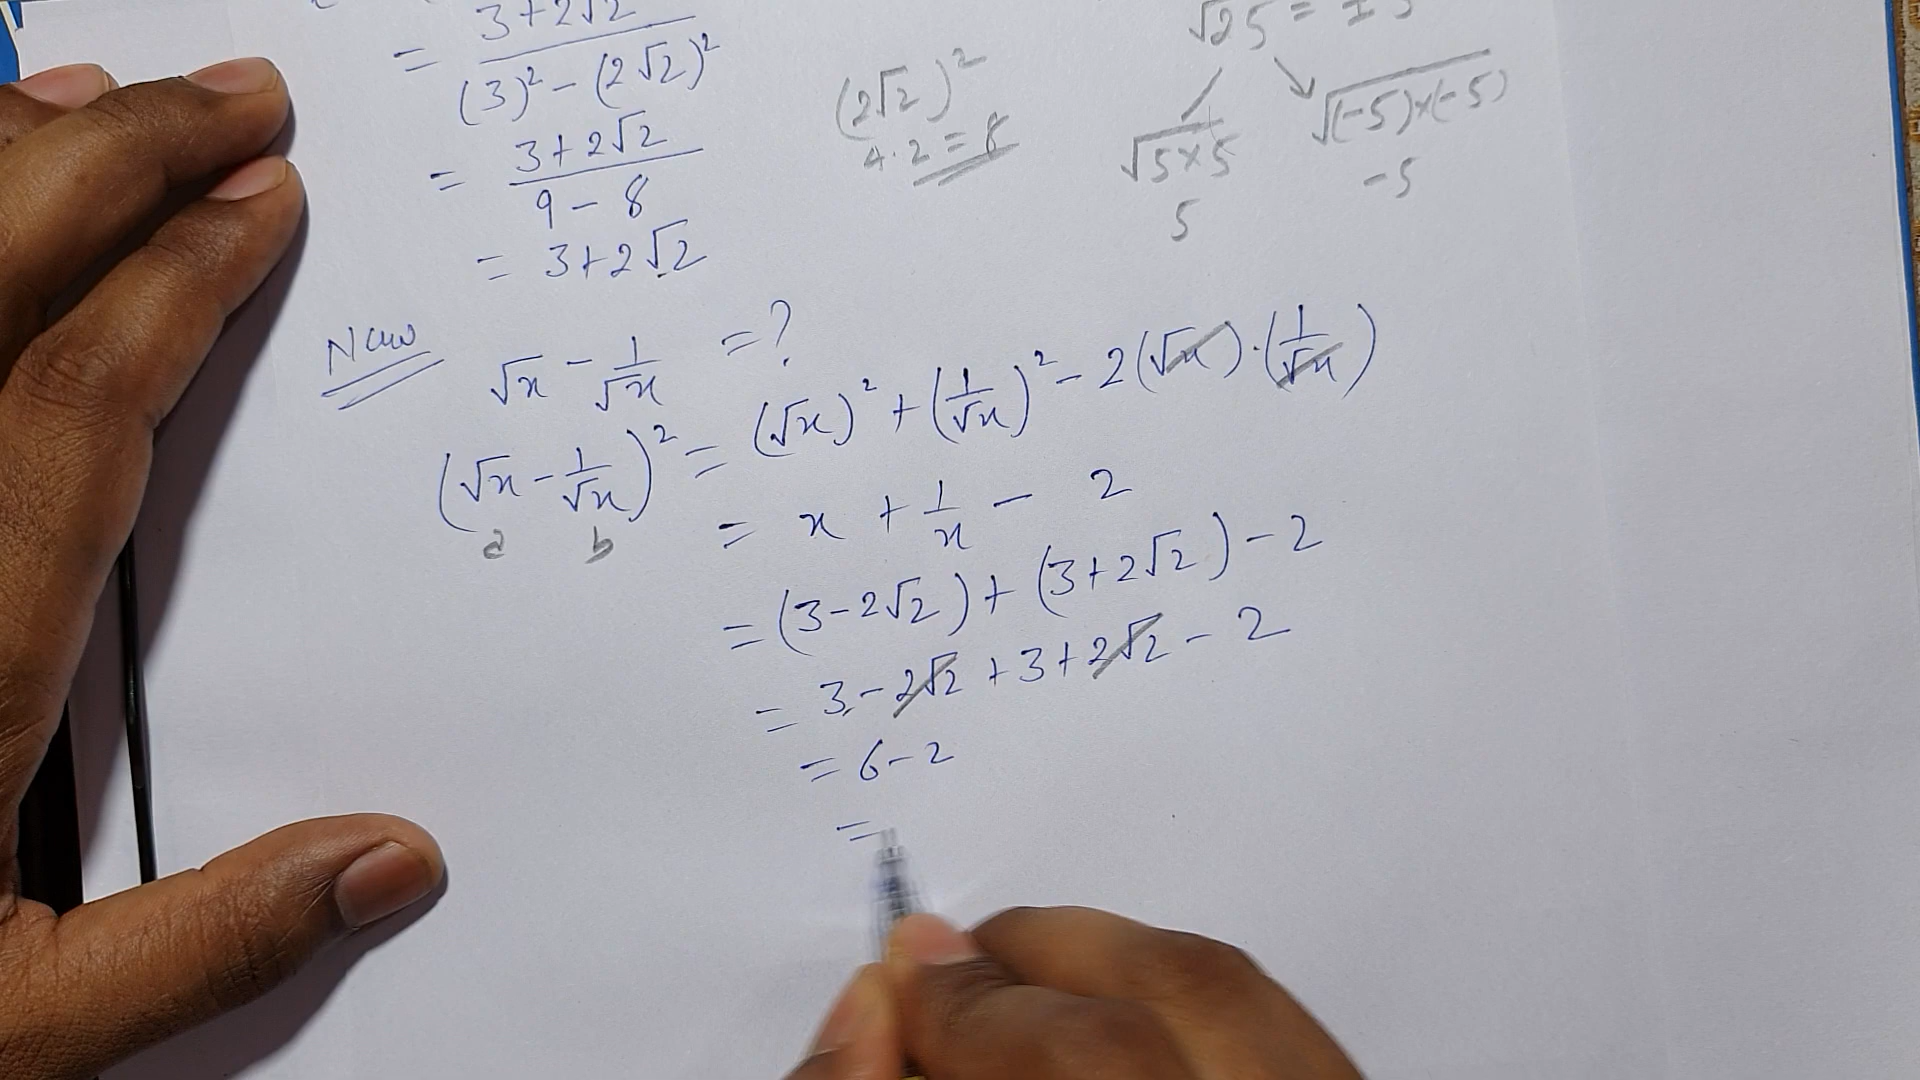 = 3+2√2 / (3)² - (2√2)²
= 3+2√2 / 9 - 8
= 3+2√2
(2√2)²
4.2 = 8
√25 = ±5
√5×5
5
√(-5)×(-5)
-5
Now √x - 1/√x = ?
(√x - 1/√x)² = (√x)² + (1/√x)² - 2(√x)·(1/√x)
a b
= x + 1/x - 2
= (3-2√2) + (3+2√2) - 2
= 3-2√2 + 3+2√2 - 2
= 6-2
=